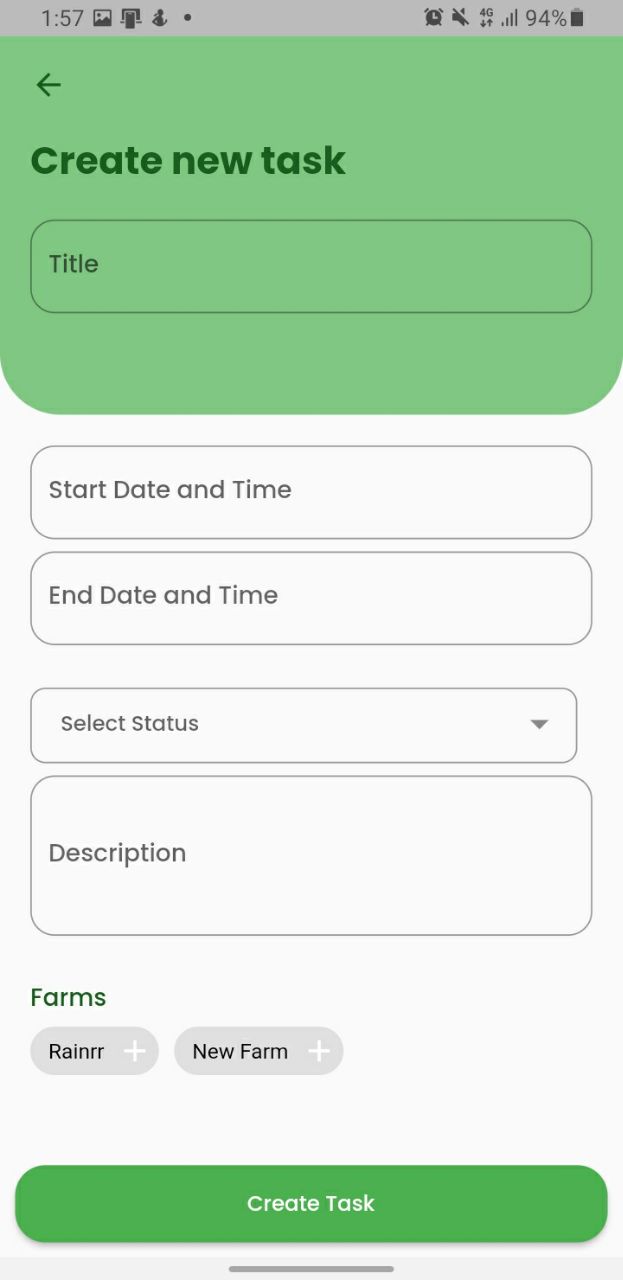 1:57 4G 94%
Create new task
Title
Start Date and Time
End Date and Time
Select Status
Description
Farms
Rainrr New Farm
Create Task